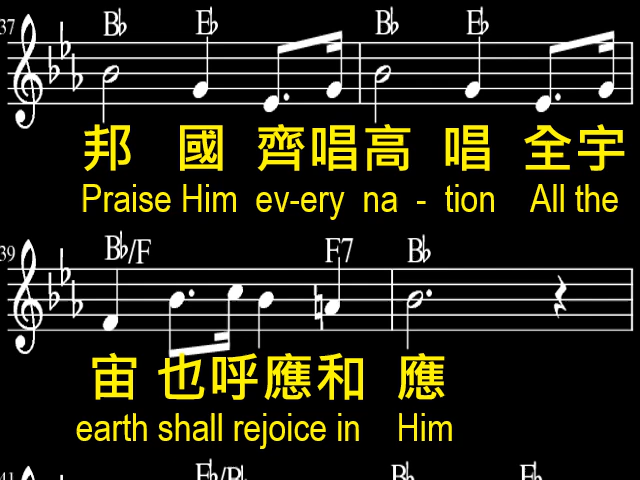 37 B♭ E♭ B♭ E♭
邦 國 齊唱高 唱 全宇
Praise Him ev-ery na - tion All the
39 B♭/F F7 B♭
宙 也呼應和 應
earth shall rejoice in Him
41 E♭/B♭ B♭ E♭